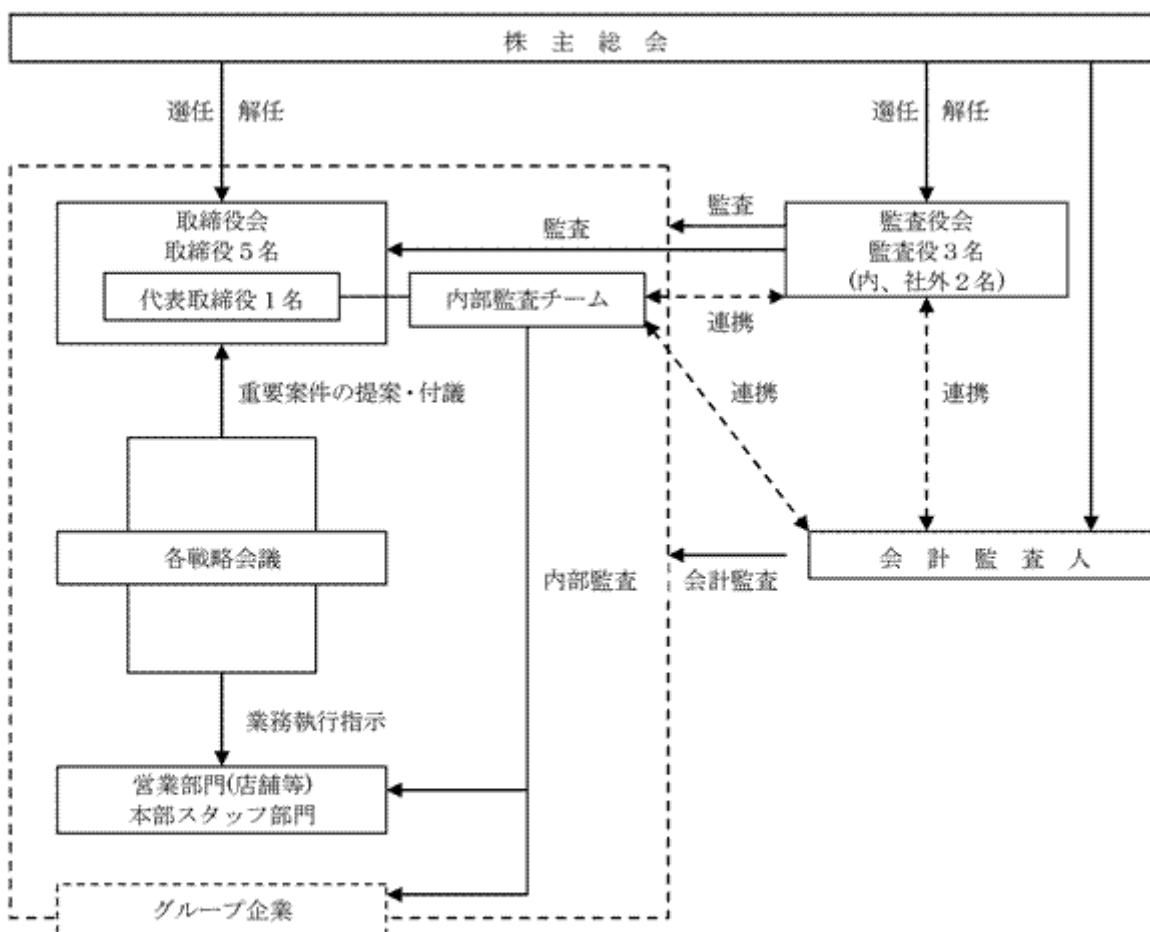 株主総会
選任 解任
選任 解任
取締役会
取締役5名
代表取締役1名
監査
監査
監査役会
監査役3名
(内、社外2名)
内部監査チーム
連携
重要案件の提案・付議
連携
連携
各戦略会議
内部監査
会計監査
会計監査人
業務執行指示
営業部門(店舗等)
本部スタッフ部門
グループ企業